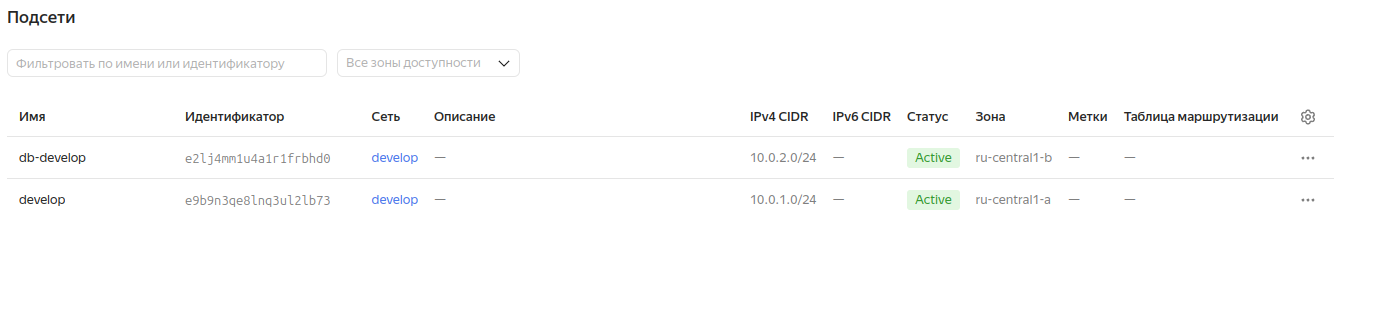 Подсети
Фильтровать по имени или идентификатору Все зоны доступности
Имя Идентификатор Сеть Описание IPv4 CIDR IPv6 CIDR Статус Зона Метки Таблица маршрутизации
db-develop e2lj4mm1u4a1r1frbhd0 develop — 10.0.2.0/24 — Active ru-central1-b — —
develop e9b9n3qe8lnq3ul2lb73 develop — 10.0.1.0/24 — Active ru-central1-a — —